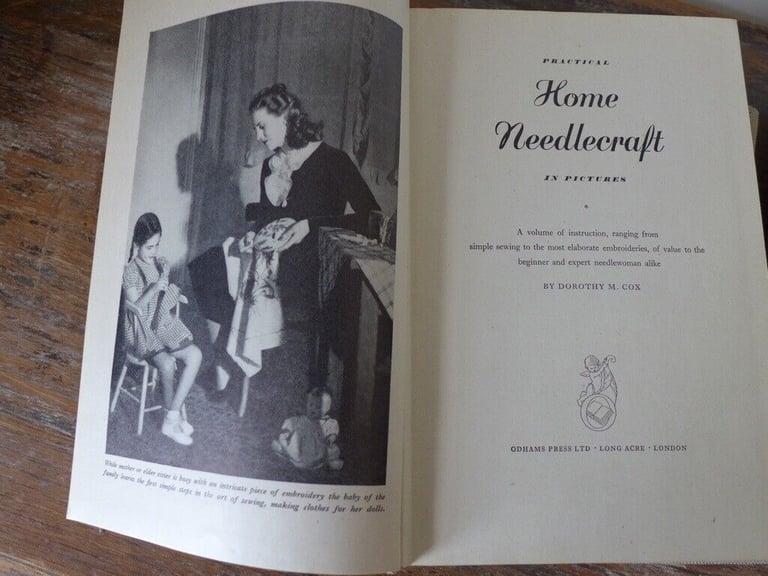 While mother or elder sister is busy with an intricate piece of embroidery the baby of the
family learns the first simple steps in the art of sewing, making clothes for her dolls.
PRACTICAL
Home
Needlecraft
IN PICTURES
A volume of instruction, ranging from
simple sewing to the most elaborate embroideries, of value to the
beginner and expert needlewoman alike
BY DOROTHY M. COX
ODHAMS PRESS LTD · LONG ACRE · LONDON